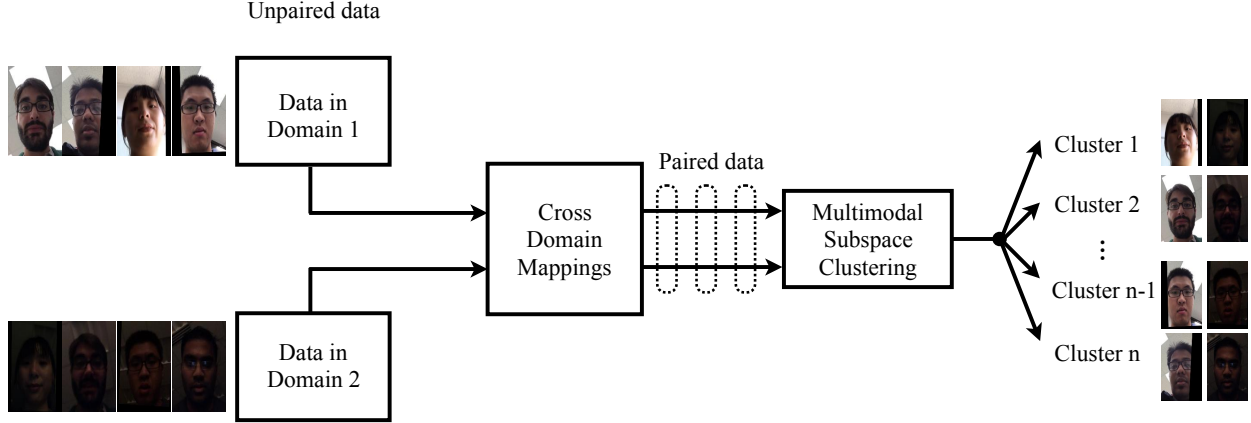 Unpaired data
Data in
Domain 1
Data in
Domain 2
Cross
Domain
Mappings
Paired data
Multimodal
Subspace
Clustering
Cluster 1
Cluster 2
Cluster n-1
Cluster n